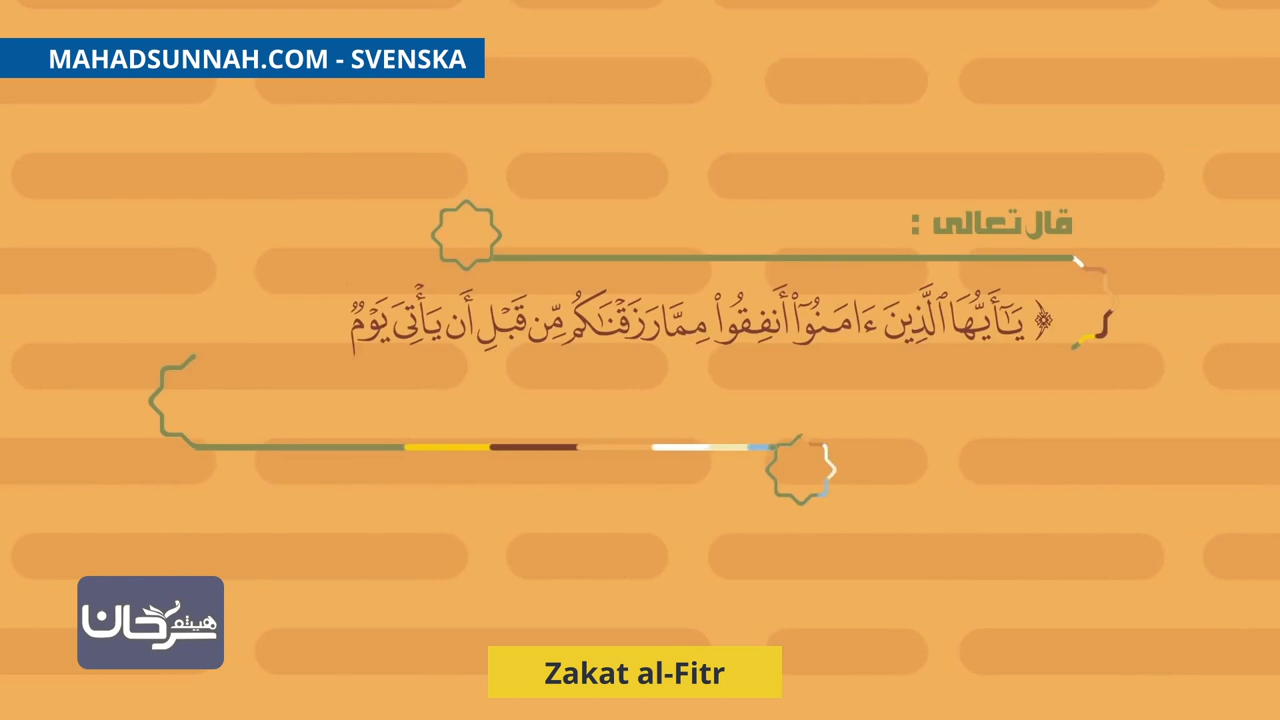 MAHADSUNNAH.COM - SVENSKA
قال تعالى :
﴿ يَـٰٓأَيُّهَا ٱلَّذِينَ ءَامَنُوٓا۟ أَنفِقُوا۟ مِمَّا رَزَقْنَـٰكُم مِّن قَبْلِ أَن يَأْتِىَ يَوْمٌ
هيثم سرحان
Zakat al-Fitr